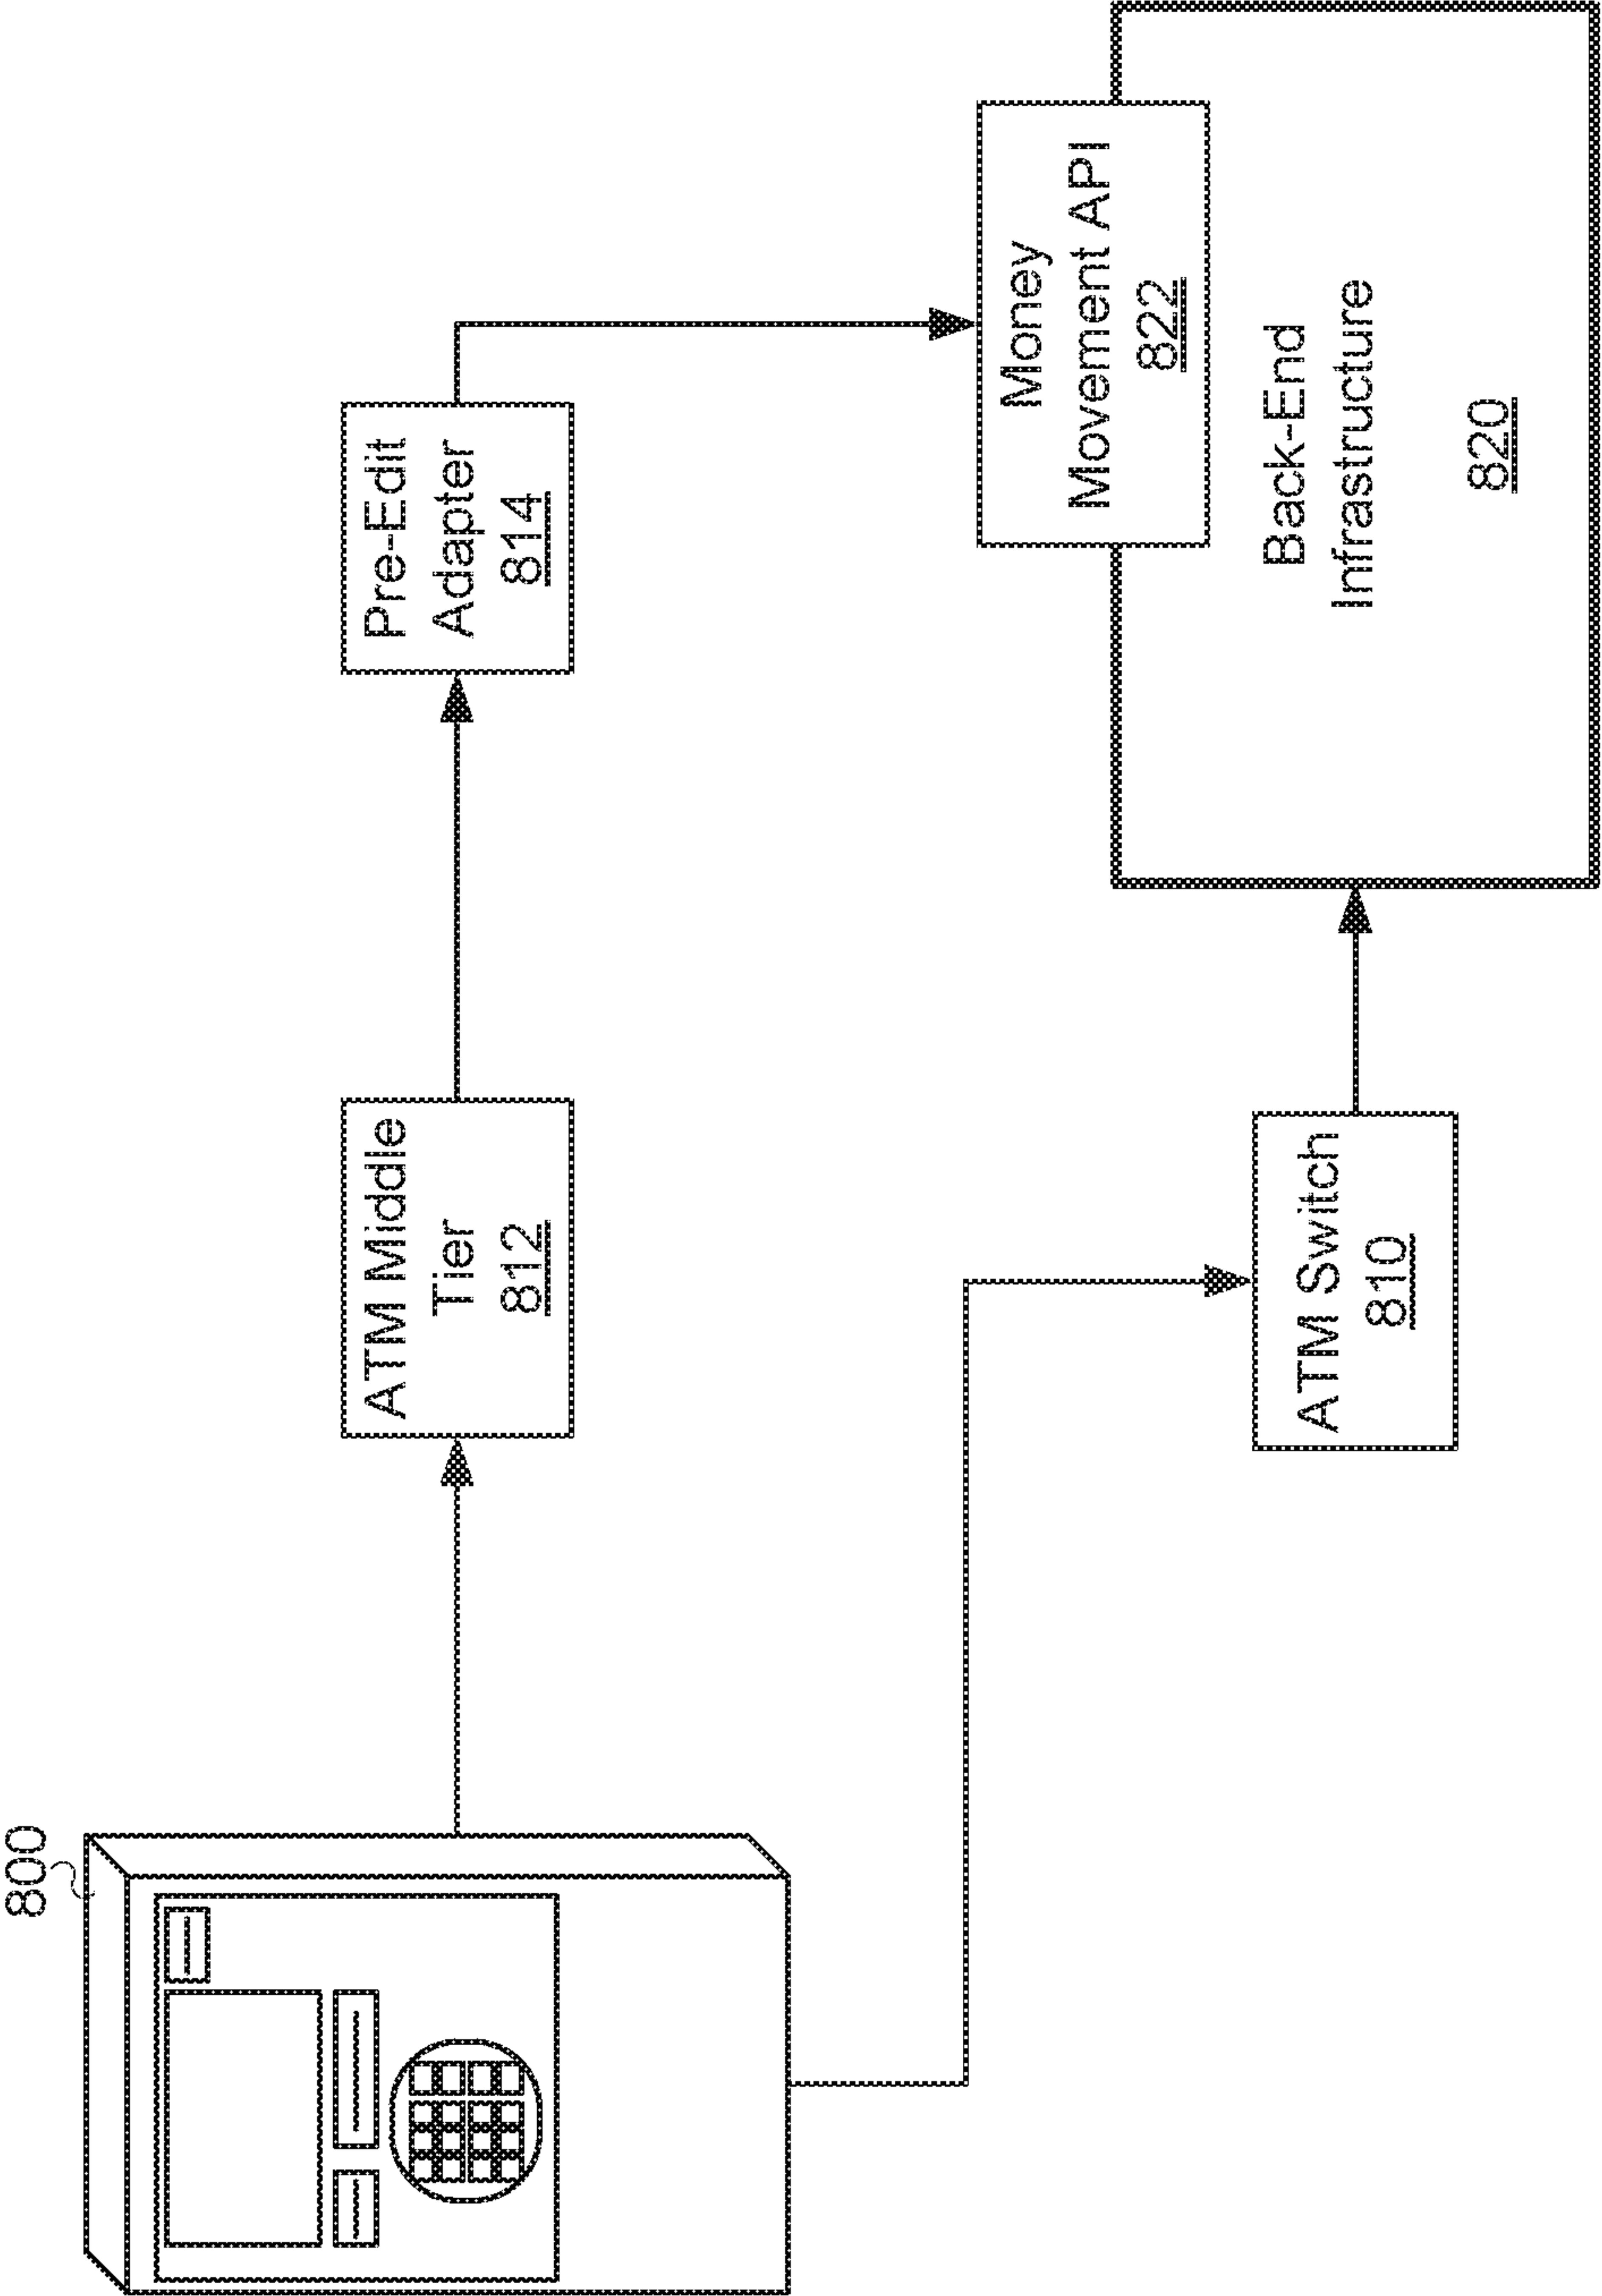 800
ATM Middle
Tier
812
Pre-Edit
Adapter
814
ATM Switch
810
Money
Movement API
822
Back-End
Infrastructure
820